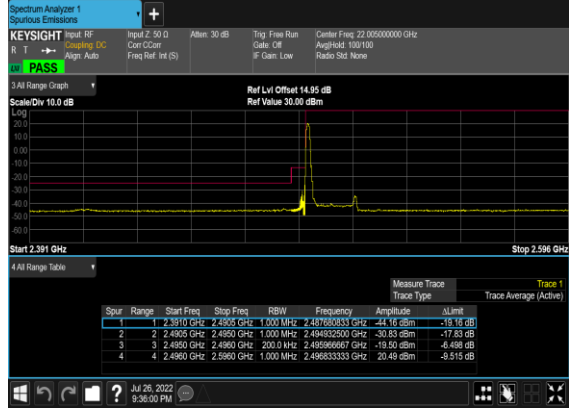 Spectrum Analyzer 1
Spurious Emissions
+
KEYSIGHT Input: RF Input Z: 50 Ω Atten: 30 dB Trig: Free Run Center Freq: 22.005000000 GHz
R T Coupling: DC Corr CCorr Gate: Off Avg|Hold: 100/100
Align: Auto Freq Ref: Int (S) IF Gain: Low Radio Std: None
PASS
3 All Range Graph
Ref Lvl Offset 14.95 dB
Scale/Div 10.0 dB Ref Value 30.00 dBm
Log
20.0
10.0
0.00
-10.0
-20.0
-30.0
-40.0
-50.0
-60.0
Start 2.391 GHz Stop 2.596 GHz
4 All Range Table
Measure Trace Trace 1
Trace Type Trace Average (Active)
Spur Range Start Freq Stop Freq RBW Frequency Amplitude ΔLimit
1 1 2.3910 GHz 2.4905 GHz 1.000 MHz 2.487680833 GHz -44.16 dBm -19.16 dB
2 2 2.4905 GHz 2.4950 GHz 1.000 MHz 2.494932500 GHz -30.83 dBm -17.83 dB
3 3 2.4950 GHz 2.4960 GHz 200.0 kHz 2.495966667 GHz -19.50 dBm -6.498 dB
4 4 2.4960 GHz 2.5960 GHz 1.000 MHz 2.496833333 GHz 20.49 dBm -9.515 dB
? Jul 26, 2022
9:36:00 PM